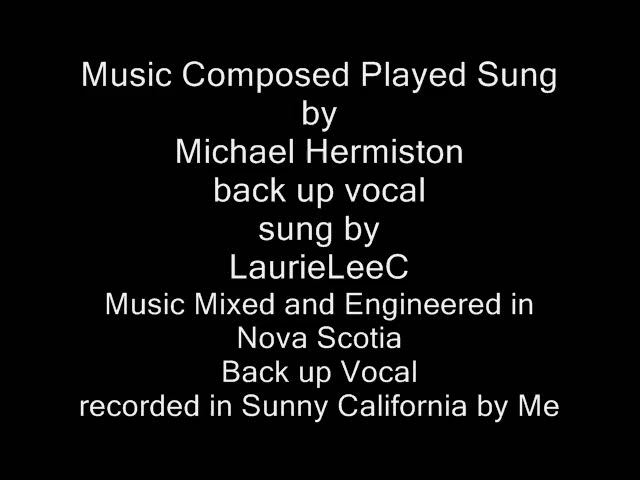 Music Composed Played Sung
by
Michael Hermiston
back up vocal
sung by
LaurieLeeC
Music Mixed and Engineered in
Nova Scotia
Back up Vocal
recorded in Sunny California by Me